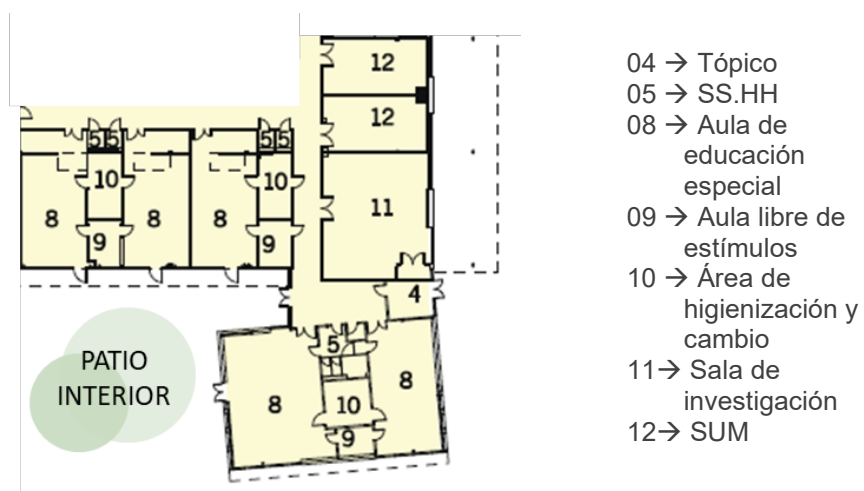 12
12
5 5
5 5
10
10
8
8
8
11
9
9
4
5
8
8
10
9
PATIO
INTERIOR
04 → Tópico
05 → SS.HH
08 → Aula de
educación
especial
09 → Aula libre de
estímulos
10 → Área de
higienización y
cambio
11→ Sala de
investigación
12→ SUM